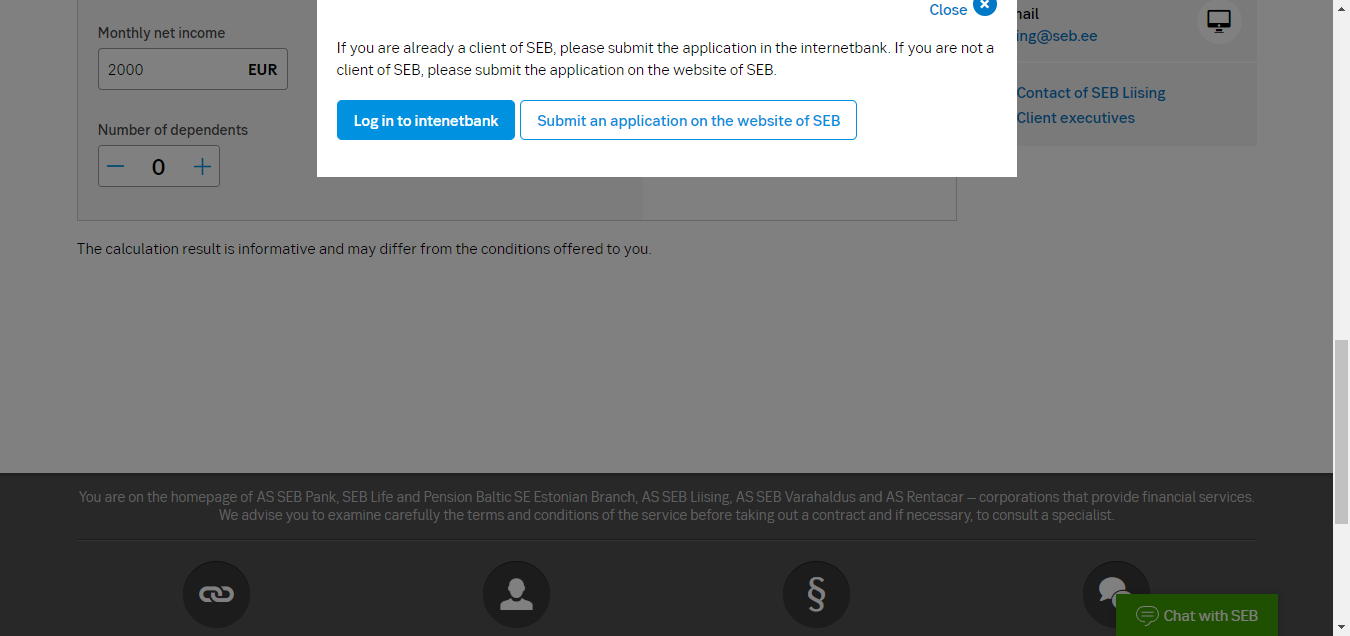 Close
If you are already a client of SEB, please submit the application in the internetbank. If you are not a
client of SEB, please submit the application on the website of SEB.
Log in to intenetbank
Submit an application on the website of SEB
Monthly net income
2000 EUR
Number of dependents
0
ing@seb.ee
Contact of SEB Liising
Client executives
The calculation result is informative and may differ from the conditions offered to you.
You are on the homepage of AS SEB Pank, SEB Life and Pension Baltic SE Estonian Branch, AS SEB Liising, AS SEB Varahaldus and AS Rentacar – corporations that provide financial services.
We advise you to examine carefully the terms and conditions of the service before taking out a contract and if necessary, to consult a specialist.
§
Chat with SEB